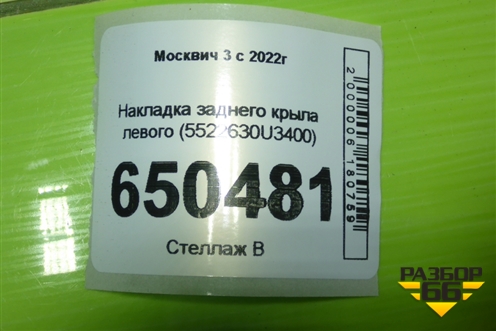 Москвич 3 с 2022г
Накладка заднего крыла
левого (5522630U3400)
650481
Стеллаж В
2000006180759
РАЗБОР
66